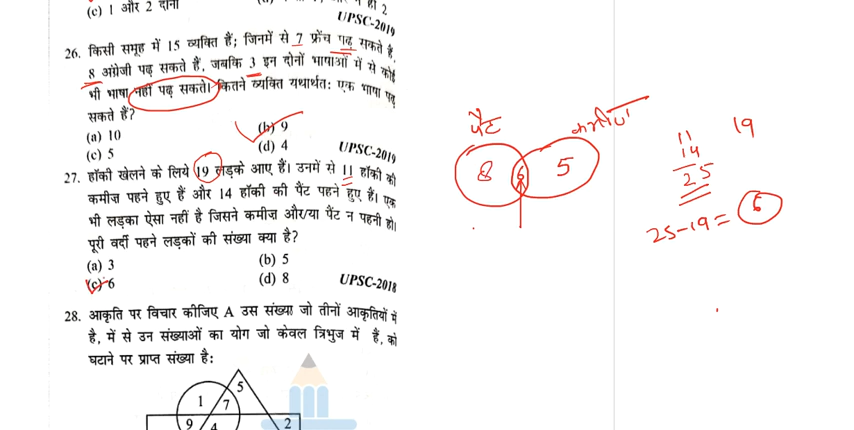 (c) 1 और 2 दोनों
2
UPSC-2019
26. किसी समूह में 15 व्यक्ति हैं; जिनमें से 7 फ्रेंच पढ़ सकते हैं,
8 अंग्रेजी पढ़ सकते हैं, जबकि 3 इन दोनों भाषाओं में से कोई
भी भाषा नहीं पढ़ सकते। कितने व्यक्ति यथार्थत: एक भाषा पढ़
सकते हैं?
(a) 10 (b) 9
(c) 5 (d) 4 UPSC-2019
27. हॉकी खेलने के लिये 19 लड़के आए हैं। उनमें से 11 हॉकी की
कमीज पहने हुए हैं और 14 हॉकी की पैंट पहने हुए हैं। एक
भी लड़का ऐसा नहीं है जिसने कमीज और/या पैंट न पहनी हो।
पूरी वर्दी पहने लड़कों की संख्या क्या है?
(a) 3 (b) 5
(c) 6 (d) 8 UPSC-2018
28. आकृति पर विचार कीजिए A उस संख्या जो तीनों आकृतियों में
है, में से उन संख्याओं का योग जो केवल त्रिभुज में हैं, को
घटाने पर प्राप्त संख्या है:
5
1 7
9 4 2
पैंट
8 6 5
11 19
14
25
25-19= 6